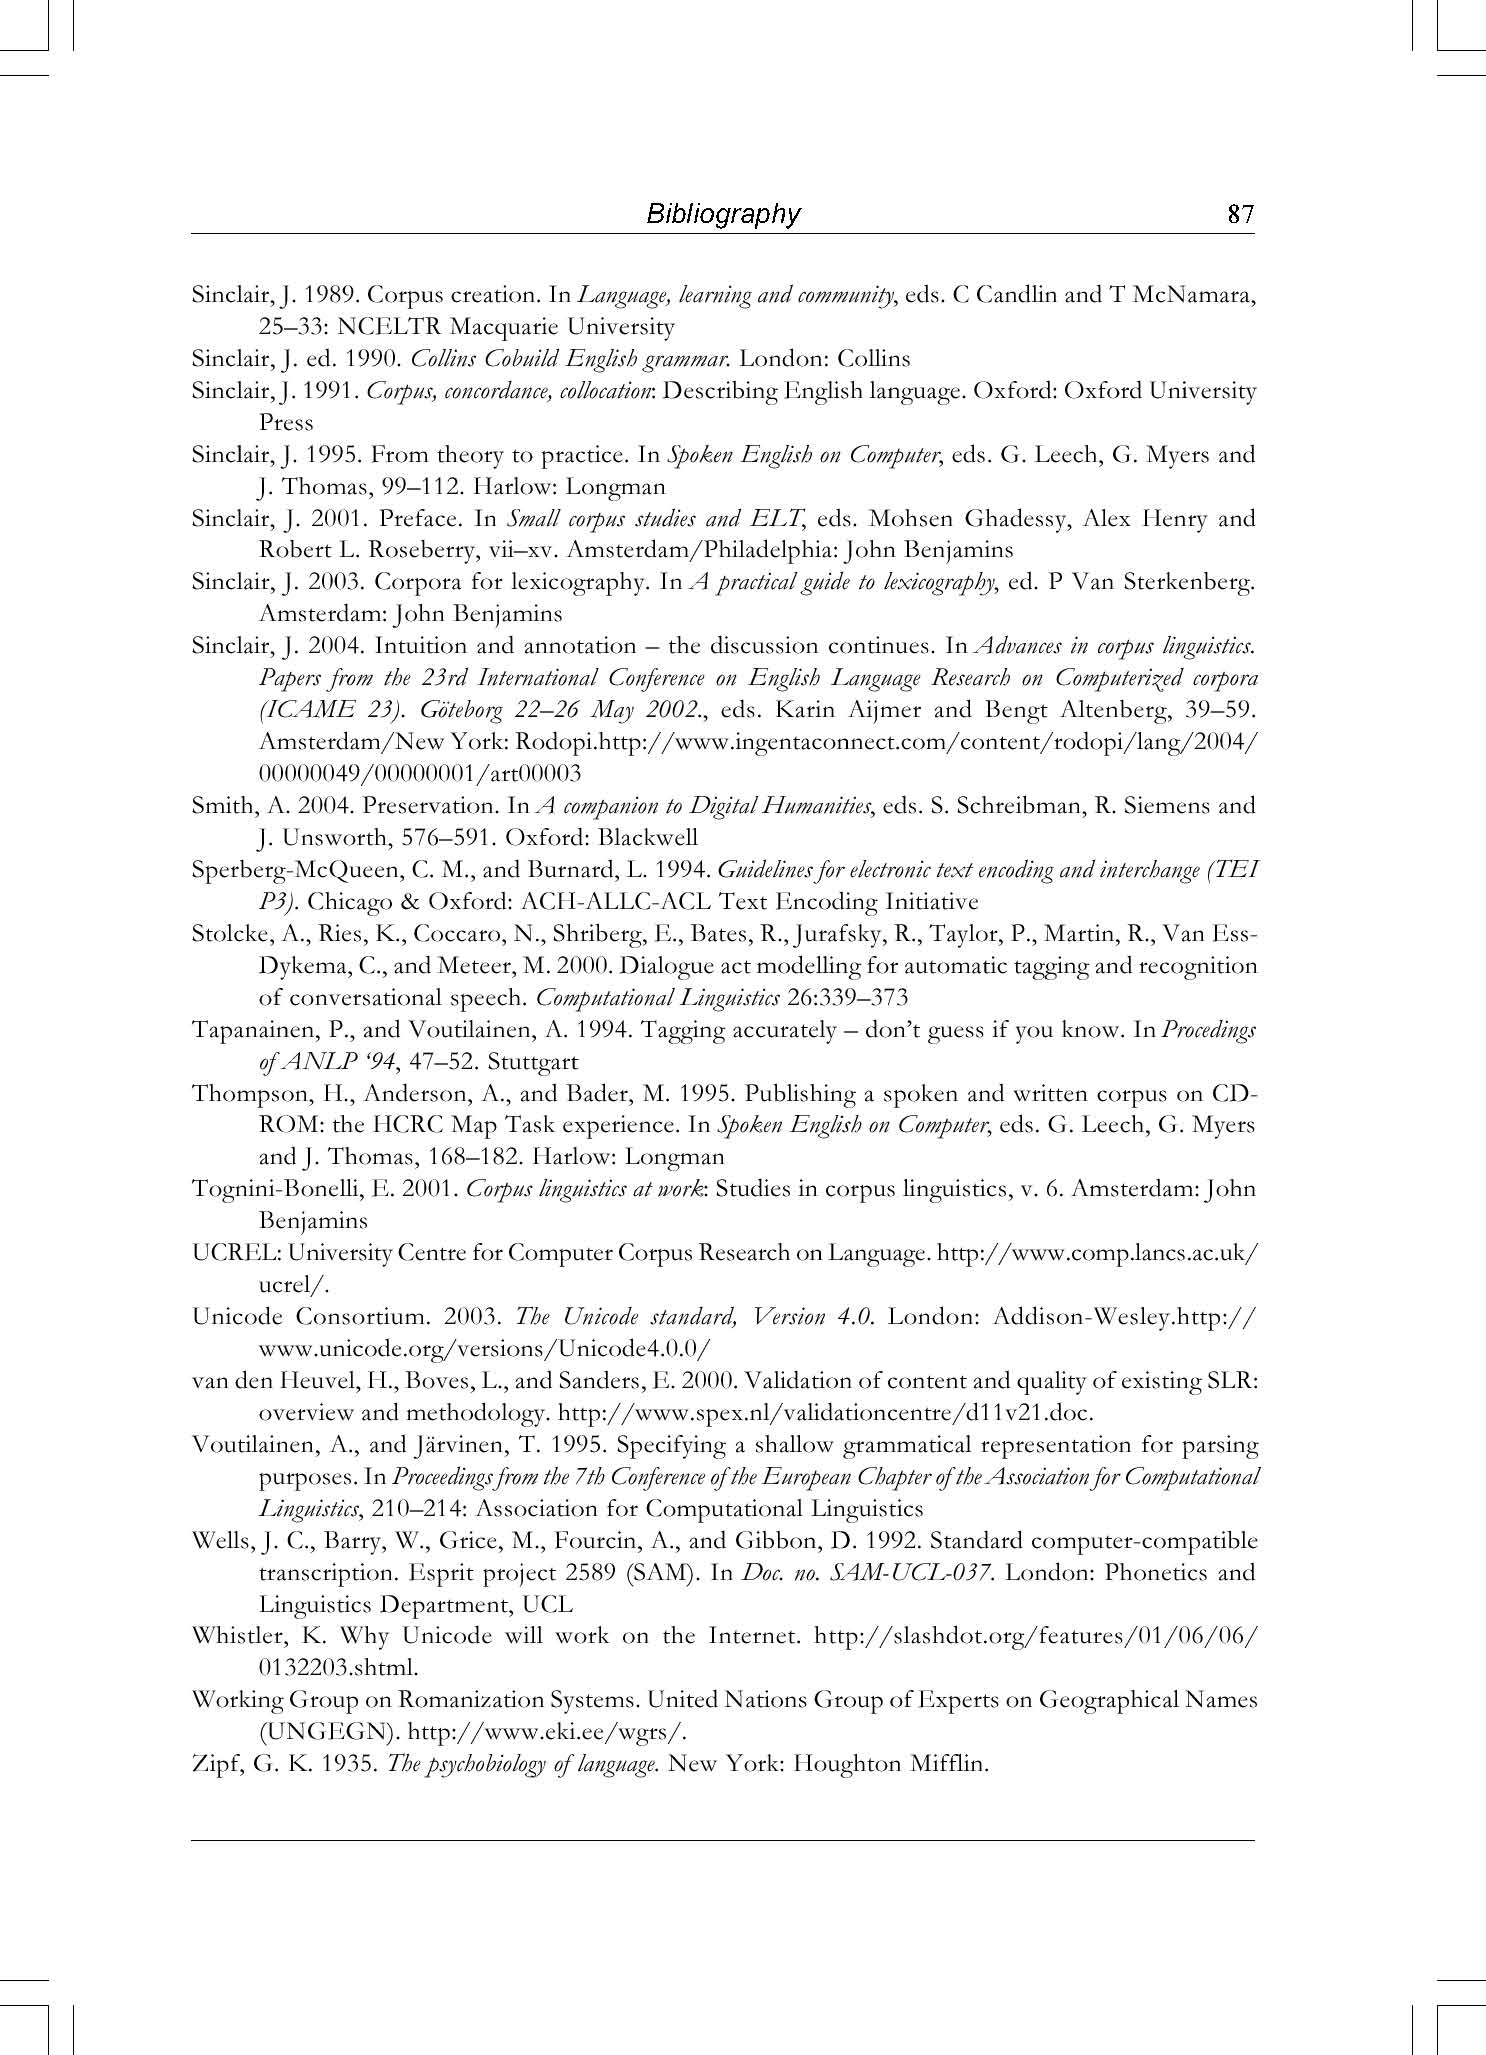 Bibliography 87
Sinclair, J. 1989. Corpus creation. In Language, learning and community, eds. C Candlin and T McNamara,
25–33: NCELTR Macquarie University
Sinclair, J. ed. 1990. Collins Cobuild English grammar. London: Collins
Sinclair, J. 1991. Corpus, concordance, collocation: Describing English language. Oxford: Oxford University
Press
Sinclair, J. 1995. From theory to practice. In Spoken English on Computer, eds. G. Leech, G. Myers and
J. Thomas, 99–112. Harlow: Longman
Sinclair, J. 2001. Preface. In Small corpus studies and ELT, eds. Mohsen Ghadessy, Alex Henry and
Robert L. Roseberry, vii–xv. Amsterdam/Philadelphia: John Benjamins
Sinclair, J. 2003. Corpora for lexicography. In A practical guide to lexicography, ed. P Van Sterkenberg.
Amsterdam: John Benjamins
Sinclair, J. 2004. Intuition and annotation – the discussion continues. In Advances in corpus linguistics.
Papers from the 23rd International Conference on English Language Research on Computerized corpora
(ICAME 23). Göteborg 22–26 May 2002., eds. Karin Aijmer and Bengt Altenberg, 39–59.
Amsterdam/New York: Rodopi.http://www.ingentaconnect.com/content/rodopi/lang/2004/
00000049/00000001/art00003
Smith, A. 2004. Preservation. In A companion to Digital Humanities, eds. S. Schreibman, R. Siemens and
J. Unsworth, 576–591. Oxford: Blackwell
Sperberg-McQueen, C. M., and Burnard, L. 1994. Guidelines for electronic text encoding and interchange (TEI
P3). Chicago & Oxford: ACH-ALLC-ACL Text Encoding Initiative
Stolcke, A., Ries, K., Coccaro, N., Shriberg, E., Bates, R., Jurafsky, R., Taylor, P., Martin, R., Van Ess-
Dykema, C., and Meteer, M. 2000. Dialogue act modelling for automatic tagging and recognition
of conversational speech. Computational Linguistics 26:339–373
Tapanainen, P., and Voutilainen, A. 1994. Tagging accurately – don’t guess if you know. In Procedings
of ANLP ‘94, 47–52. Stuttgart
Thompson, H., Anderson, A., and Bader, M. 1995. Publishing a spoken and written corpus on CD-
ROM: the HCRC Map Task experience. In Spoken English on Computer, eds. G. Leech, G. Myers
and J. Thomas, 168–182. Harlow: Longman
Tognini-Bonelli, E. 2001. Corpus linguistics at work: Studies in corpus linguistics, v. 6. Amsterdam: John
Benjamins
UCREL: University Centre for Computer Corpus Research on Language. http://www.comp.lancs.ac.uk/
ucrel/.
Unicode Consortium. 2003. The Unicode standard, Version 4.0. London: Addison-Wesley.http://
www.unicode.org/versions/Unicode4.0.0/
van den Heuvel, H., Boves, L., and Sanders, E. 2000. Validation of content and quality of existing SLR:
overview and methodology. http://www.spex.nl/validationcentre/d11v21.doc.
Voutilainen, A., and Järvinen, T. 1995. Specifying a shallow grammatical representation for parsing
purposes. In Proceedings from the 7th Conference of the European Chapter of the Association for Computational
Linguistics, 210–214: Association for Computational Linguistics
Wells, J. C., Barry, W., Grice, M., Fourcin, A., and Gibbon, D. 1992. Standard computer-compatible
transcription. Esprit project 2589 (SAM). In Doc. no. SAM-UCL-037. London: Phonetics and
Linguistics Department, UCL
Whistler, K. Why Unicode will work on the Internet. http://slashdot.org/features/01/06/06/
0132203.shtml.
Working Group on Romanization Systems. United Nations Group of Experts on Geographical Names
(UNGEGN). http://www.eki.ee/wgrs/.
Zipf, G. K. 1935. The psychobiology of language. New York: Houghton Mifflin.